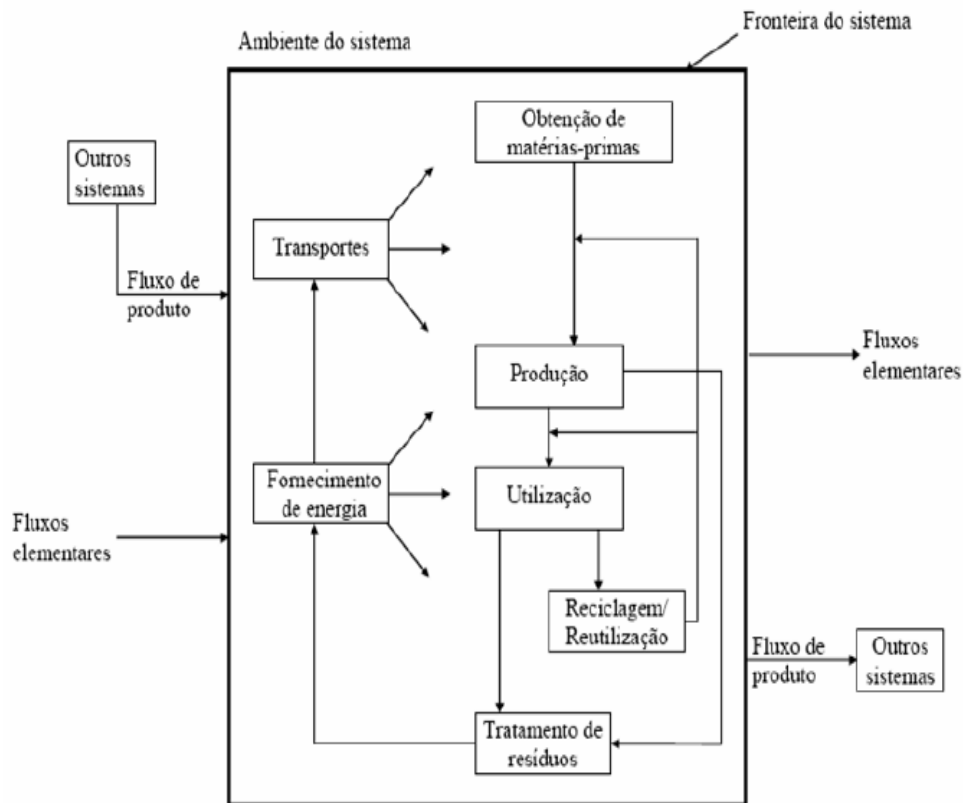 Fronteira do sistema
Ambiente do sistema
Obtenção de
matérias-primas
Outros
sistemas
Transportes
Fluxo de
produto
Fluxos
elementares
Produção
Fornecimento
de energia
Utilização
Fluxos
elementares
Reciclagem/
Reutilização
Fluxo de
produto
Outros
sistemas
Tratamento de
resíduos